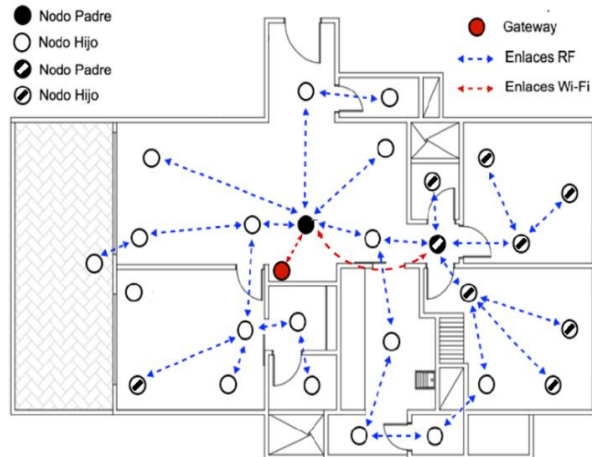 Nodo Padre
Nodo Hijo
Nodo Padre
Nodo Hijo
Gateway
Enlaces RF
Enlaces Wi-Fi